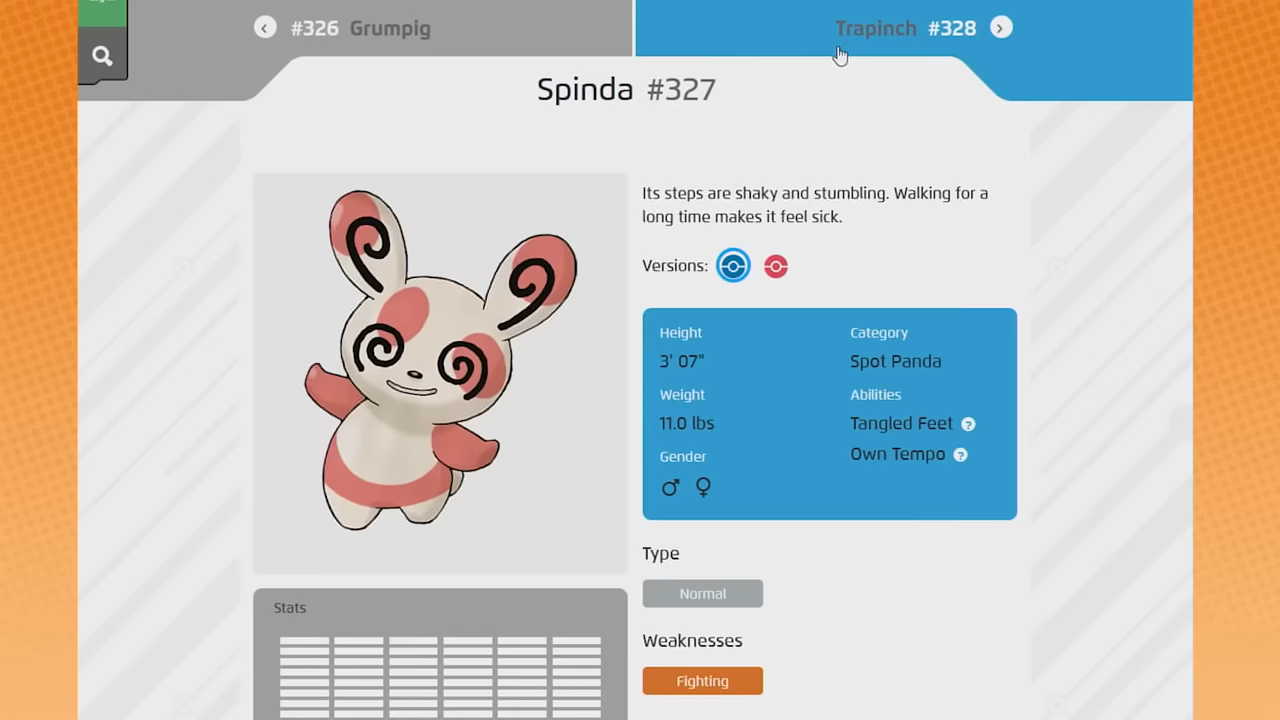 #326 Grumpig
Trapinch #328
Spinda #327
Its steps are shaky and stumbling. Walking for a
long time makes it feel sick.
Versions:
Height
3' 07"
Weight
11.0 lbs
Gender
Category
Spot Panda
Abilities
Tangled Feet ?
Own Tempo ?
Type
Normal
Weaknesses
Fighting
Stats